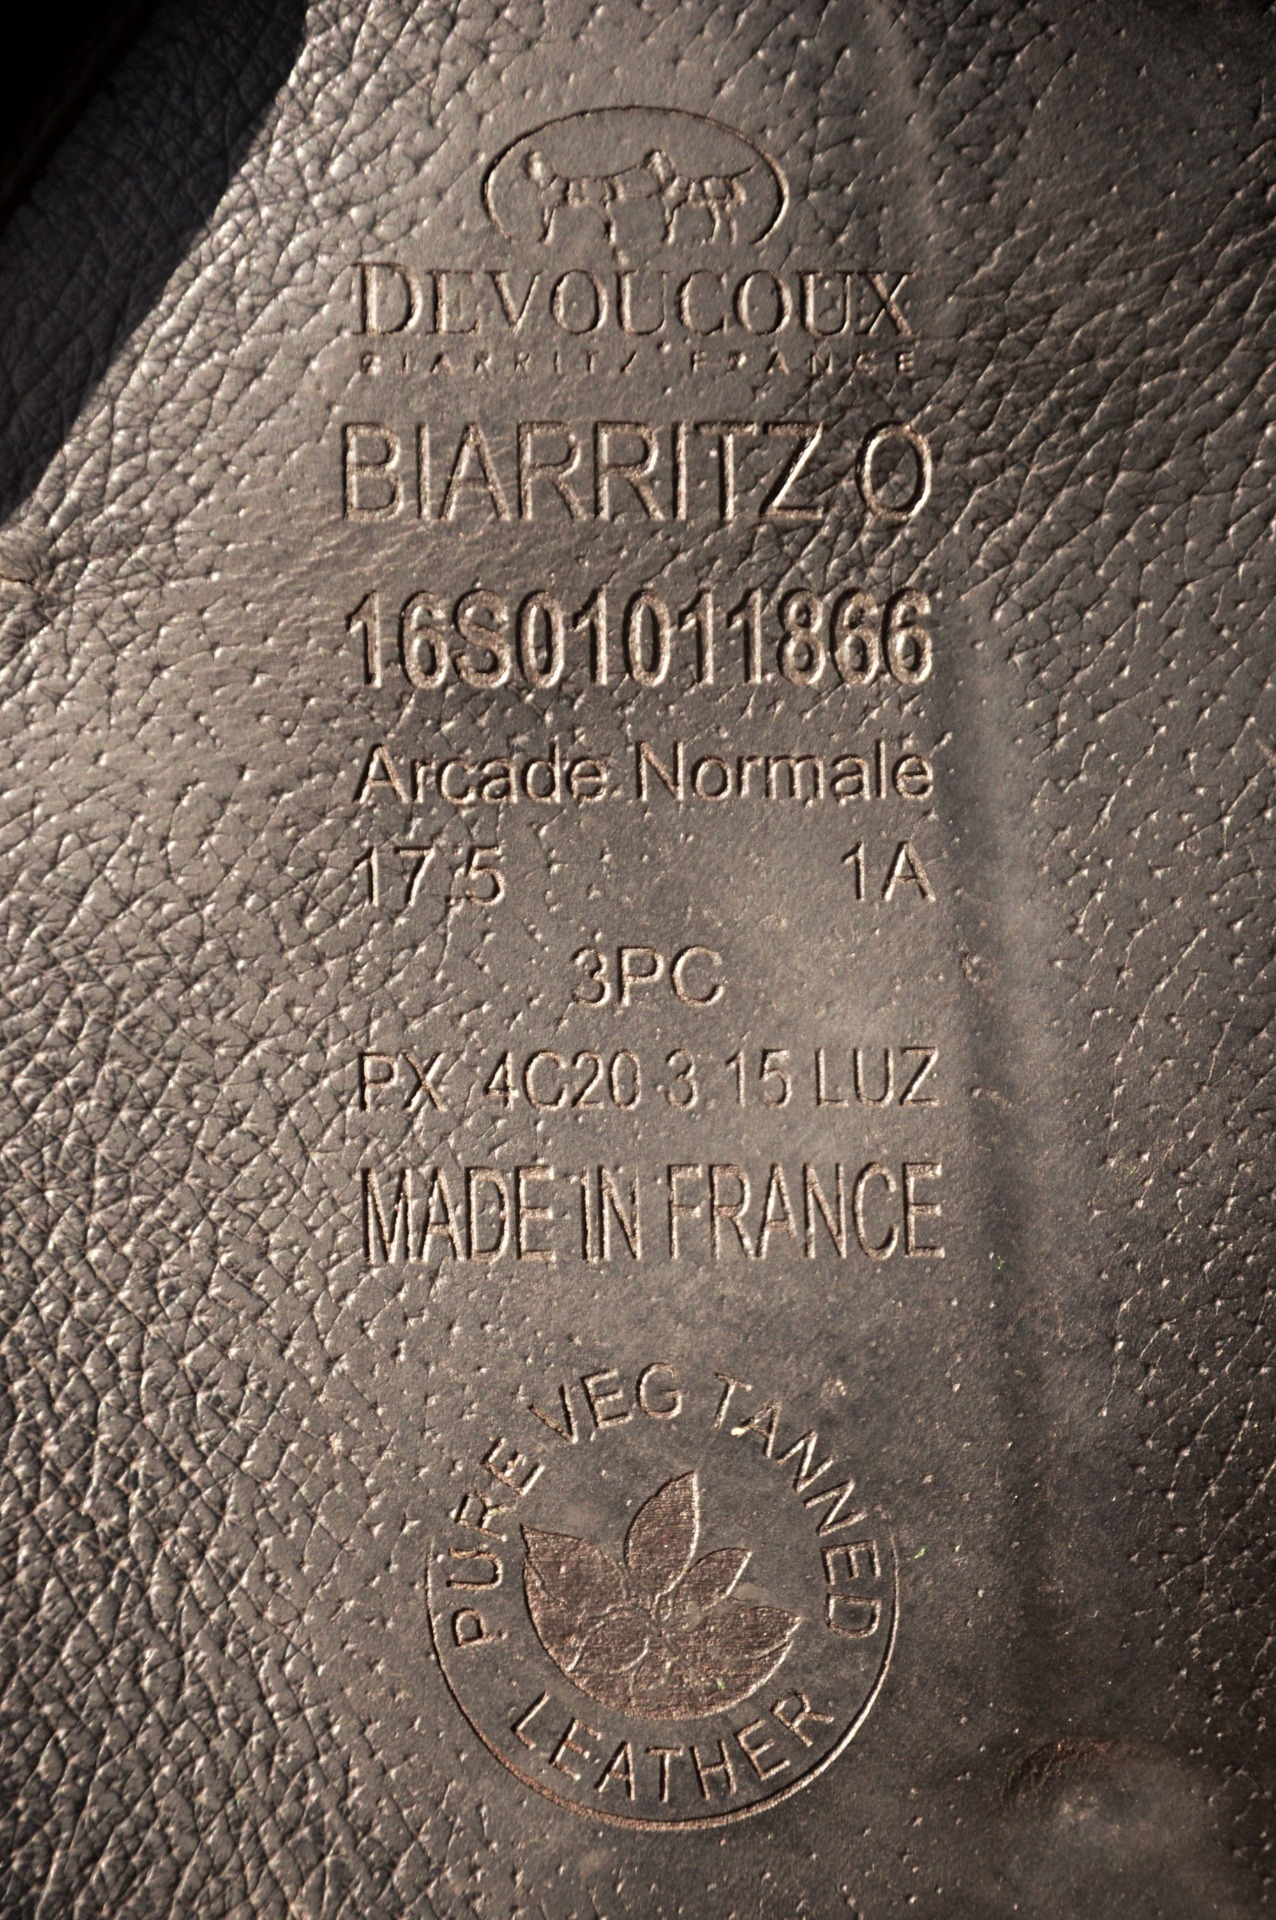 DEVOUCOUX
BIARRITZ FRANCE
BIARRITZ O
16S01011866
Arcade Normale
17.5 1A
3PC
PX 4C20 3 15 LUZ
MADE IN FRANCE
PURE VEG TANNED
LEATHER